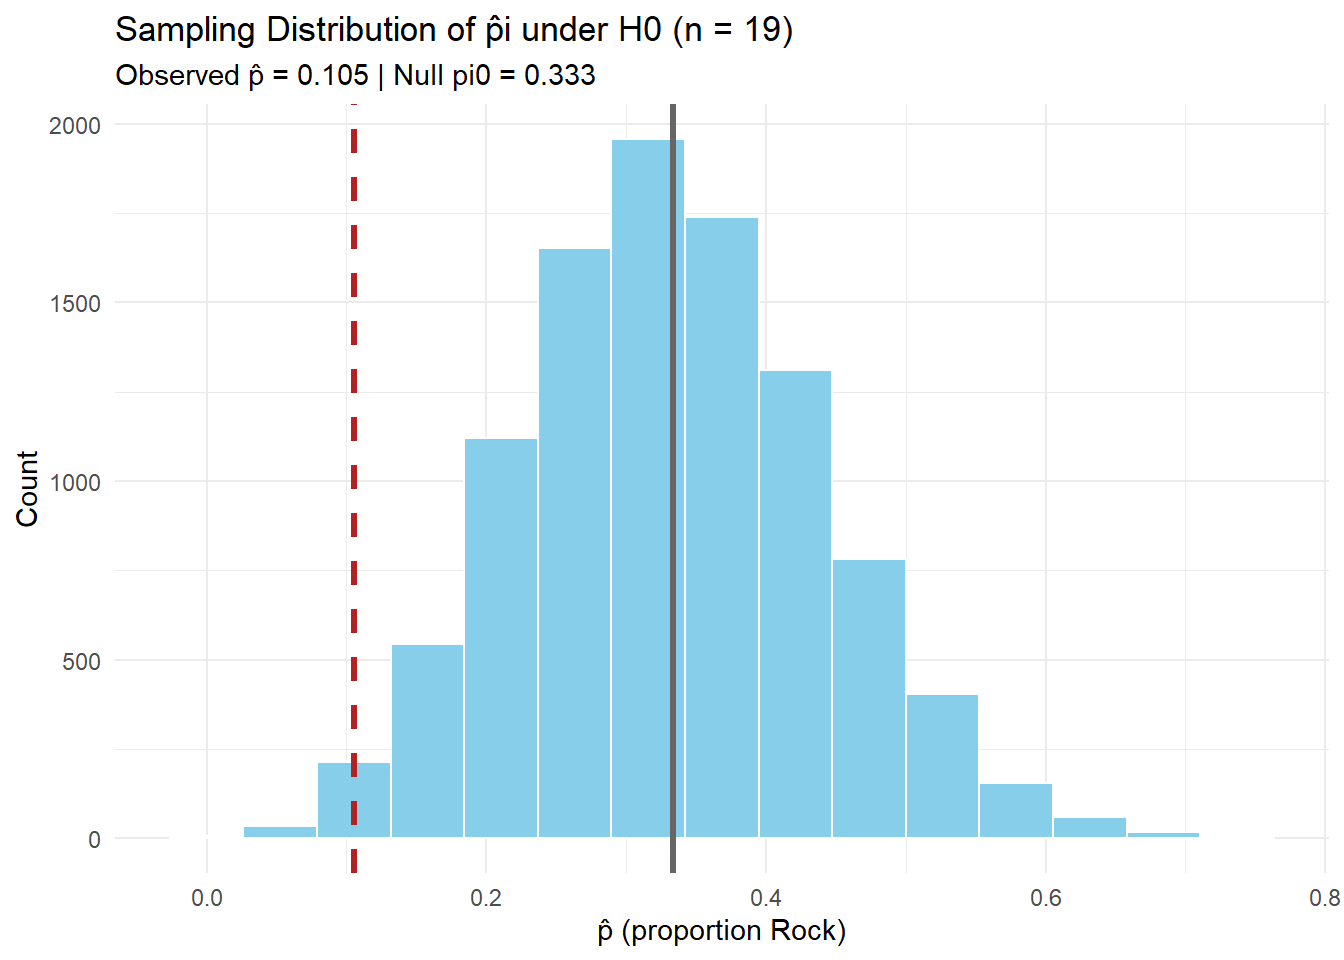 Sampling Distribution of p̂i under H0 (n = 19)
Observed p̂ = 0.105 | Null pi0 = 0.333
2000
1500
1000
500
0
Count
0.0 0.2 0.4 0.6 0.8
p̂ (proportion Rock)